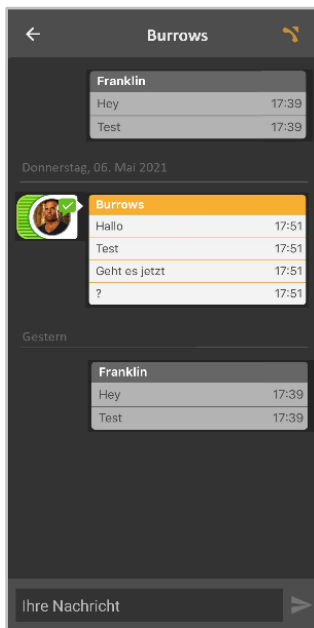 Burrows
Franklin
Hey 17:39
Test 17:39
Donnerstag, 06. Mai 2021
Burrows
Hallo 17:51
Test 17:51
Geht es jetzt 17:51
? 17:51
Gestern
Franklin
Hey 17:39
Test 17:39
Ihre Nachricht